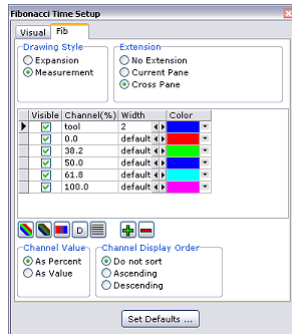 Fibonacci Time Setup
Visual Fib
Drawing Style Extension
Expansion No Extension
Measurement Current Pane
Cross Pane
Visible Channel(%) Width Color
tool 2
0.0 default
38.2 default
50.0 default
61.8 default
100.0 default
D
Channel Value Channel Display Order
As Percent Do not sort
As Value Ascending
Descending
Set Defaults ...